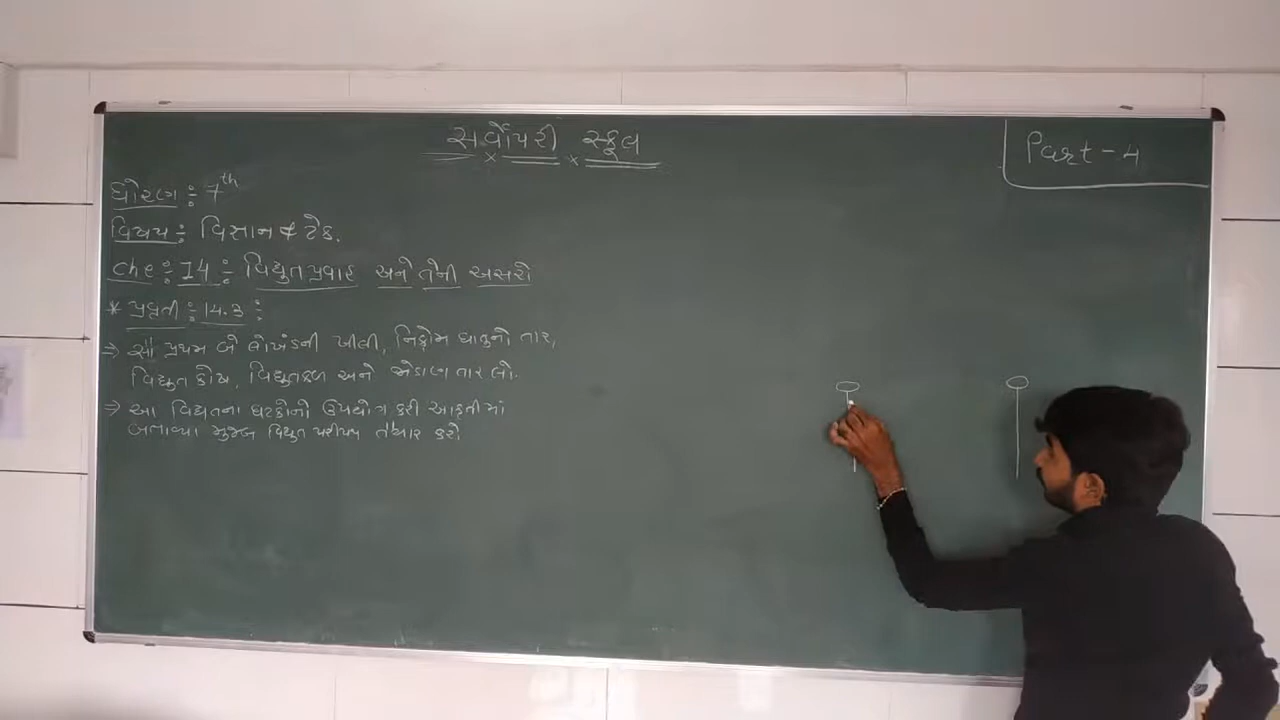 સર્વોપરી સ્કૂલ
Part - 4
ધોરણ : 7th
વિષય : વિજ્ઞાન & ટેક.
che : 14 : વિદ્યુતપ્રવાહ અને તેની અસરો
* પ્રવૃતી : 14.3 :
⇒ સૌ પ્રથમ બે લોખંડની ખીલી, નિક્રોમ ધાતુનો તાર,
વિદ્યુત કોષ, વિદ્યુતકળ અને જોડાણ તાર લો.
⇒ આ વિદ્યુતના ઘટકોનો ઉપયોગ કરી આકૃતીમાં
બતાવ્યા મુજબ વિદ્યુત પરીપથ તૈયાર કરો